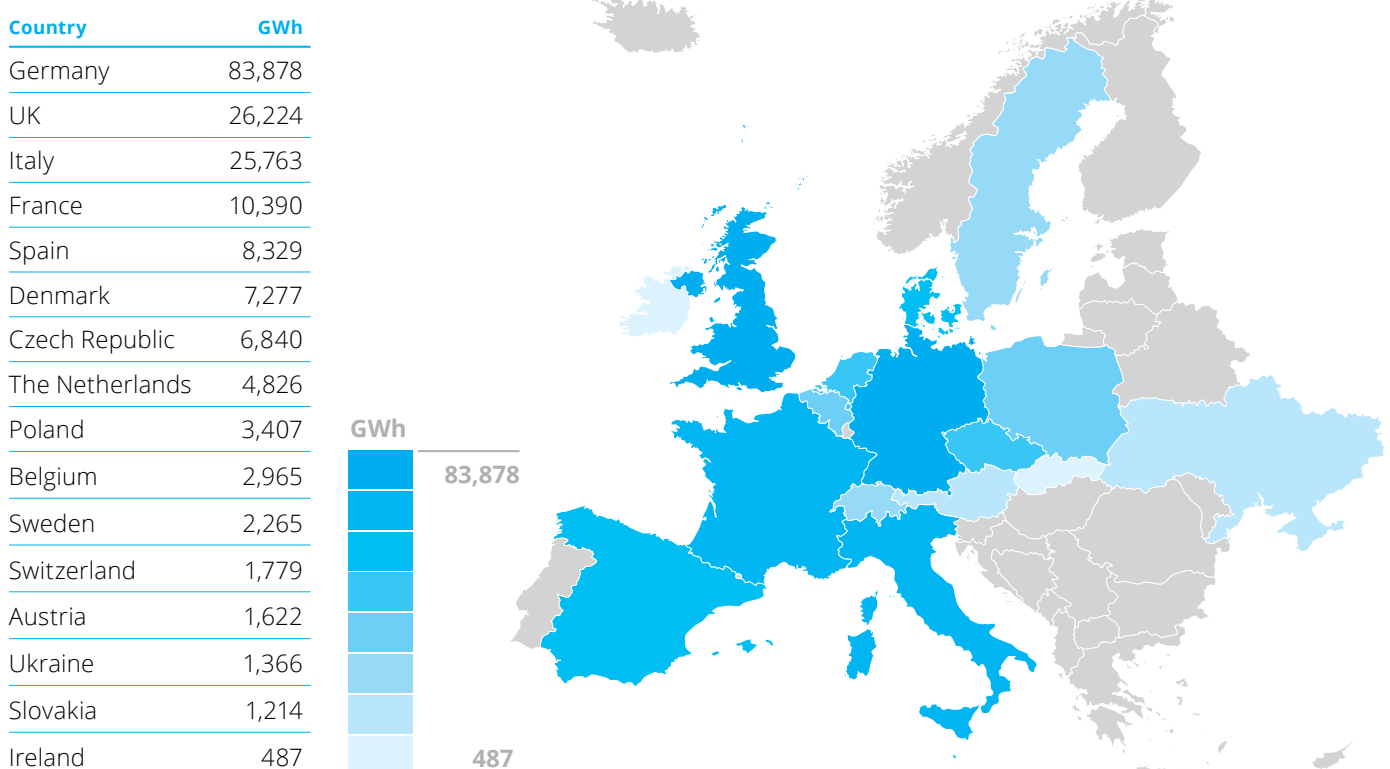 Country GWh
Germany 83,878
UK 26,224
Italy 25,763
France 10,390
Spain 8,329
Denmark 7,277
Czech Republic 6,840
The Netherlands 4,826
Poland 3,407
Belgium 2,965
Sweden 2,265
Switzerland 1,779
Austria 1,622
Ukraine 1,366
Slovakia 1,214
Ireland 487
GWh
83,878
487